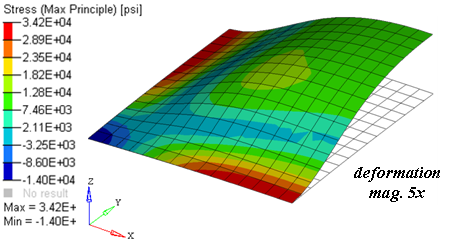 Stress (Max Principle) [psi]
3.42E+04
2.89E+04
2.35E+04
1.82E+04
1.28E+04
7.46E+03
2.11E+03
-3.25E+03
-8.60E+03
-1.40E+04
No result
Max = 3.42E+
Min = -1.40E+
Z
Y
X
deformation
mag. 5x